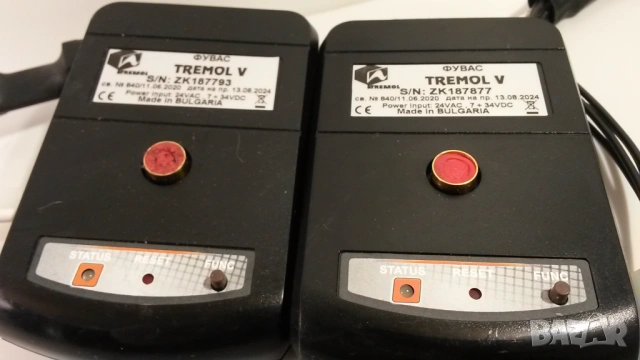 ФУВАС
TREMOL V
S/N: ZK187793
св. № 840/11.06.2020 дата на пр. 13.08.2024
Power Input: 24VAC 7 ÷ 34VDC
Made in BULGARIA
CE
TREMOL
STATUS
RESET
FUNC
ФУВАС
TREMOL V
S/N: ZK187877
св. № 840/11.06.2020 дата на пр. 13.08.2024
Power Input: 24VAC 7 ÷ 34VDC
Made in BULGARIA
CE
TREMOL
STATUS
RESET
FUNC
BAZAR